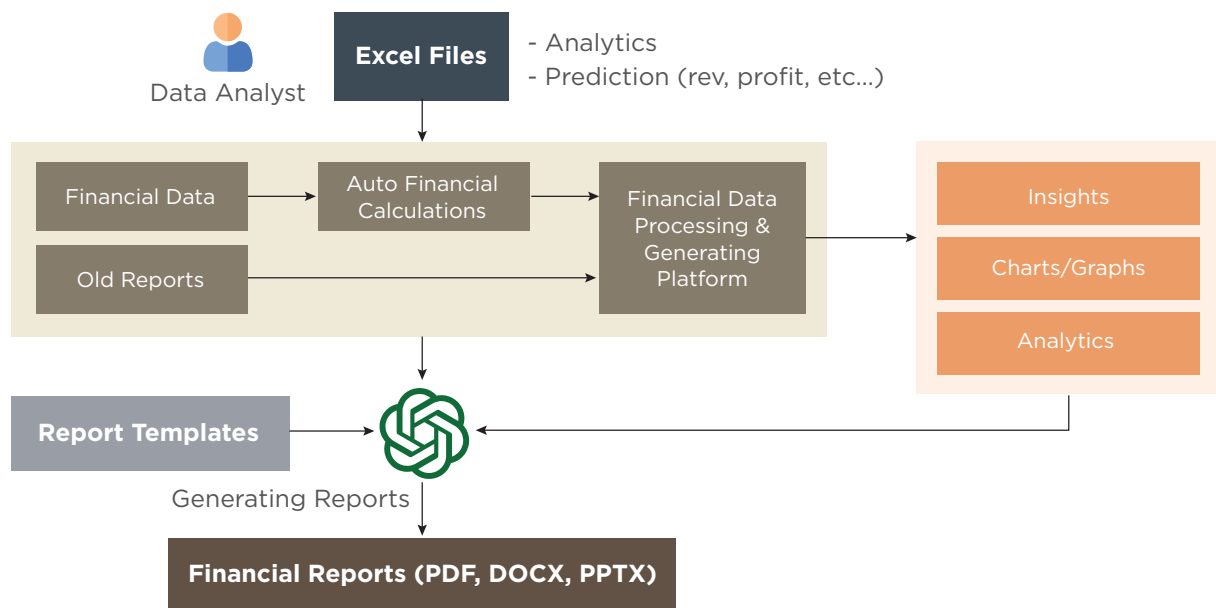 Data Analyst
Excel Files
- Analytics
- Prediction (rev, profit, etc...)
Financial Data
Auto Financial
Calculations
Financial Data
Processing &
Generating
Platform
Old Reports
Insights
Charts/Graphs
Analytics
Report Templates
Generating Reports
Financial Reports (PDF, DOCX, PPTX)